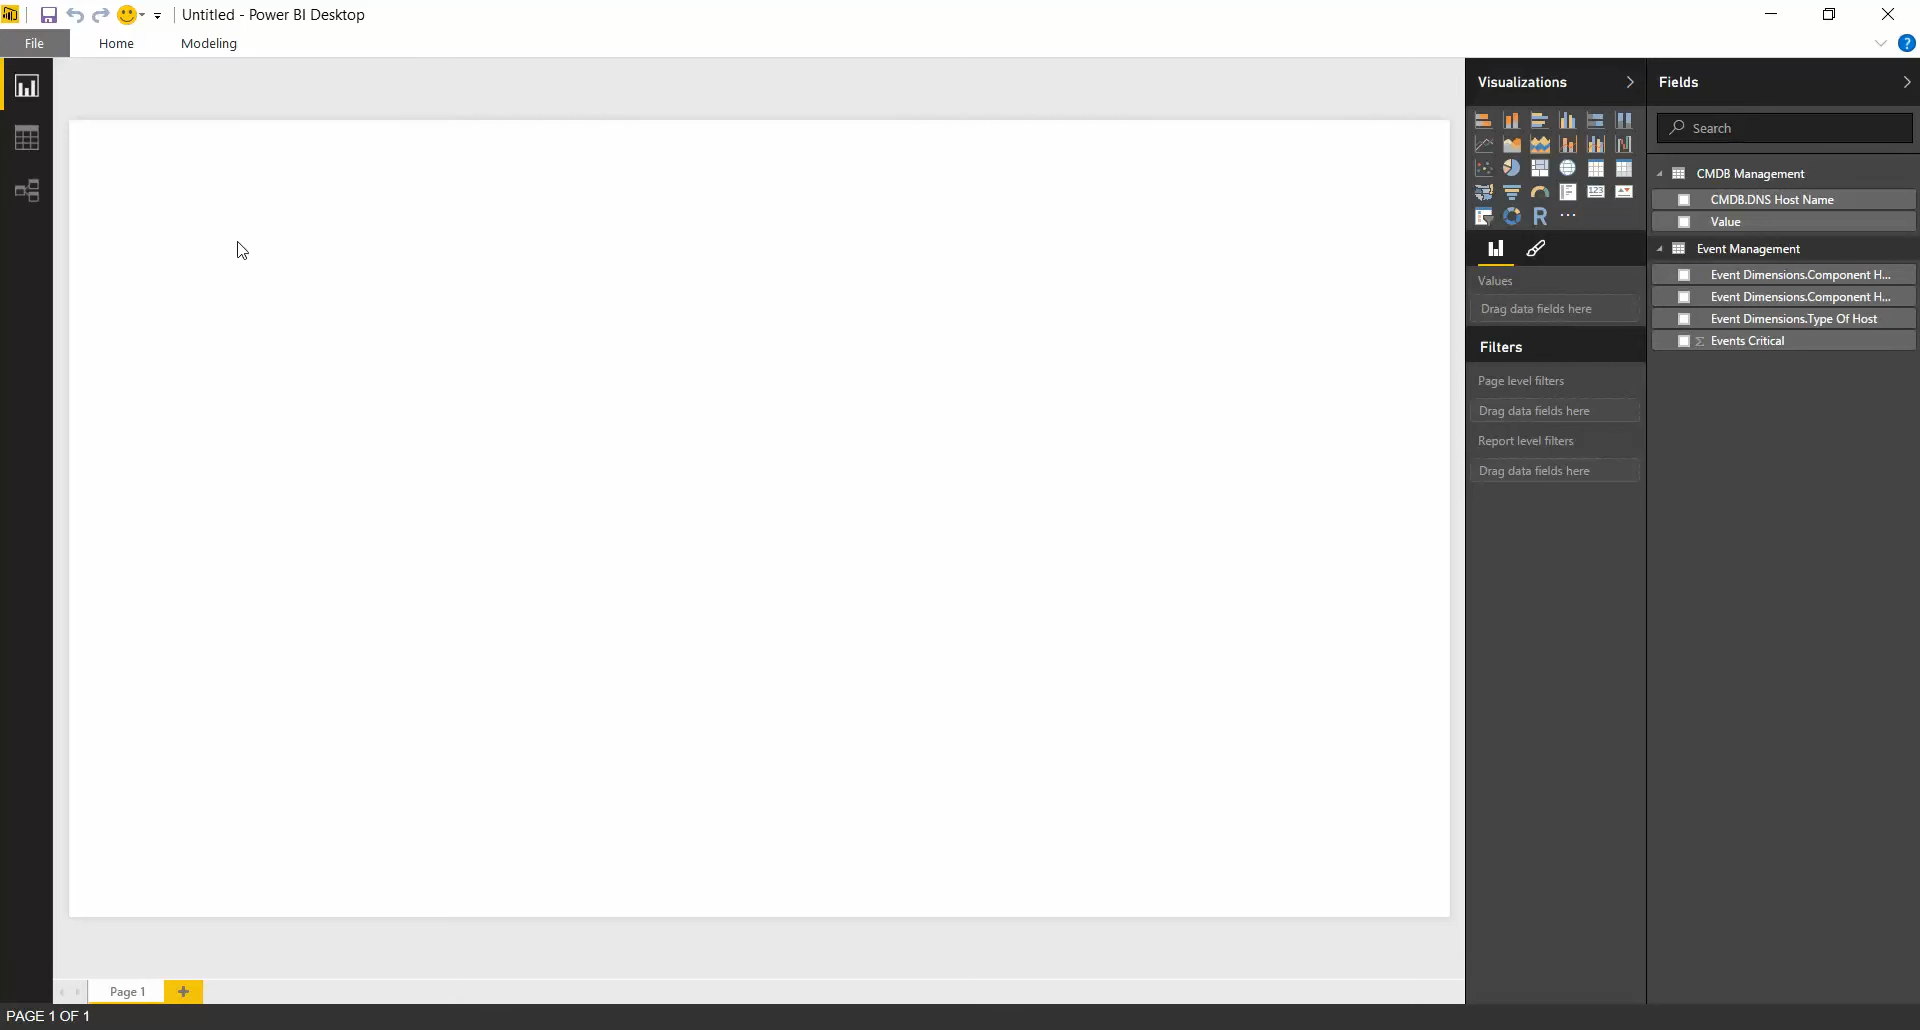 Untitled - Power BI Desktop
File Home Modeling
?
Visualizations
Fields
Search
CMDB Management
CMDB.DNS Host Name
Value
Event Management
Event Dimensions.Component H...
Event Dimensions.Component H...
Event Dimensions.Type Of Host
Σ Events Critical
123
R
...
Values
Drag data fields here
Filters
Page level filters
Drag data fields here
Report level filters
Drag data fields here
Page 1
+
PAGE 1 OF 1